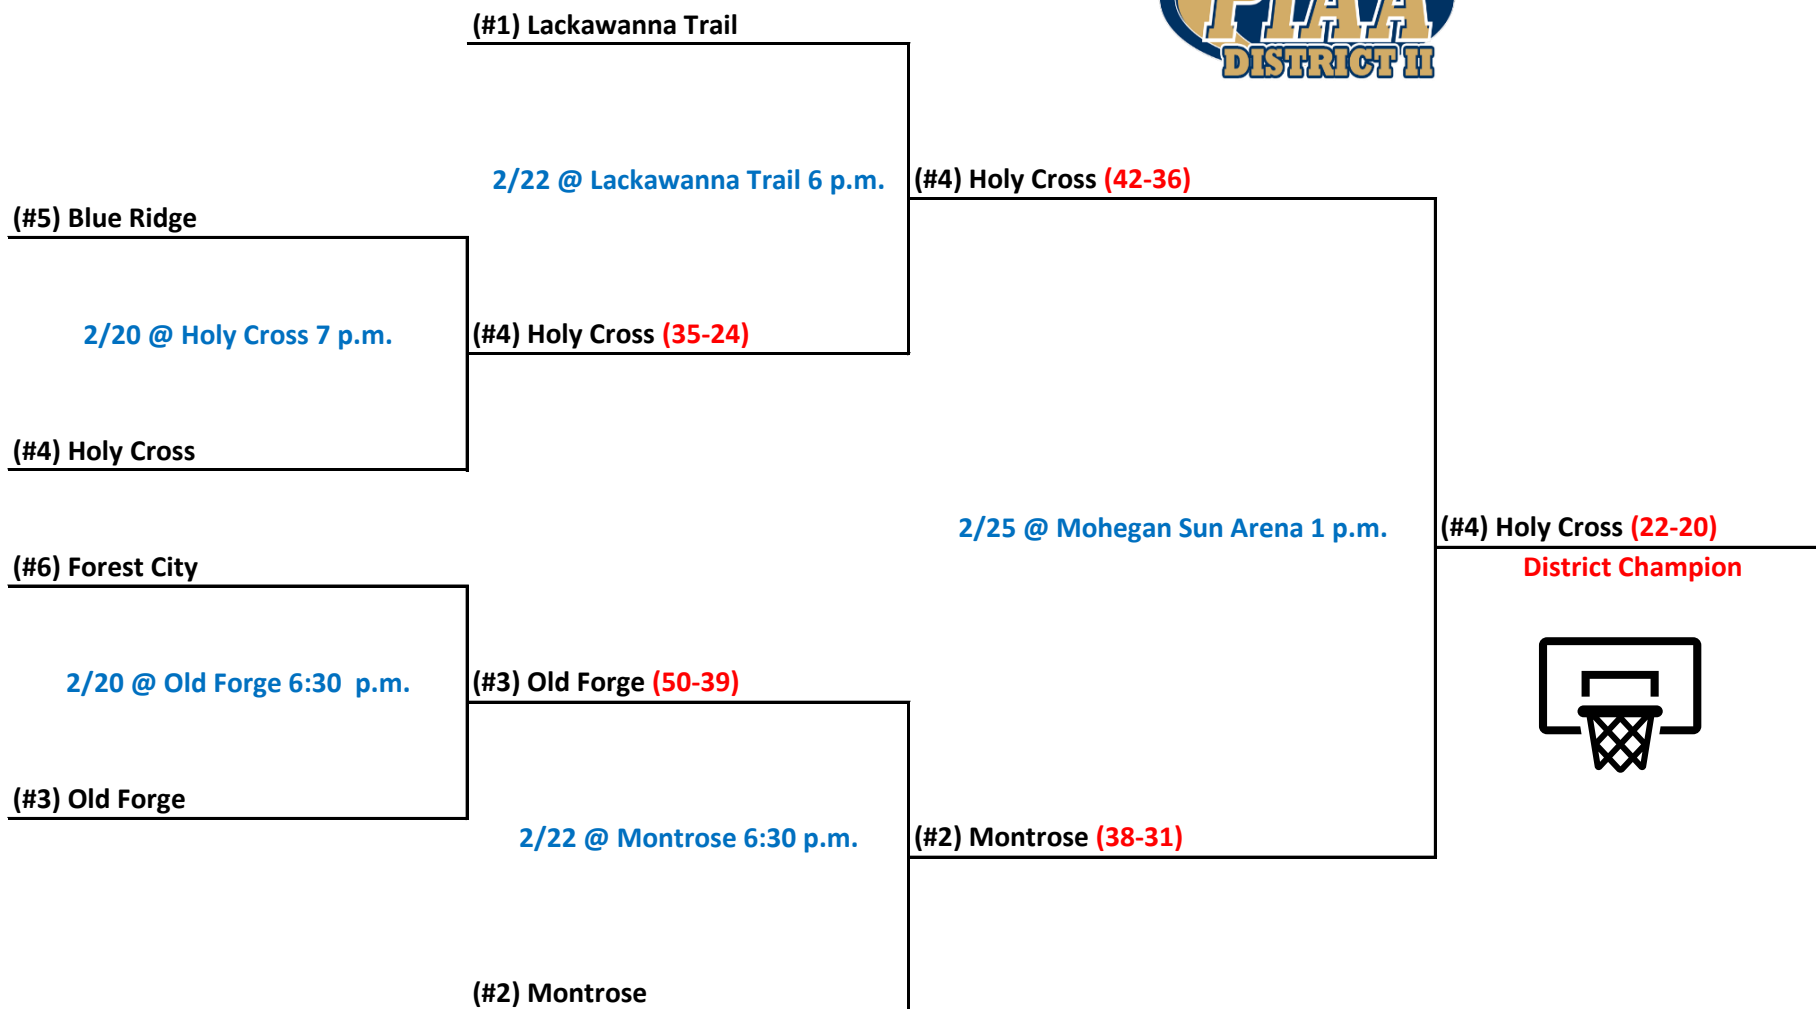 PIAA
DISTRICT II
(#1) Lackawanna Trail
2/22 @ Lackawanna Trail 6 p.m.
(#4) Holy Cross (42-36)
(#5) Blue Ridge
2/20 @ Holy Cross 7 p.m.
(#4) Holy Cross (35-24)
(#4) Holy Cross
2/25 @ Mohegan Sun Arena 1 p.m.
(#4) Holy Cross (22-20)
District Champion
(#6) Forest City
2/20 @ Old Forge 6:30  p.m.
(#3) Old Forge (50-39)
(#3) Old Forge
2/22 @ Montrose 6:30 p.m.
(#2) Montrose (38-31)
(#2) Montrose